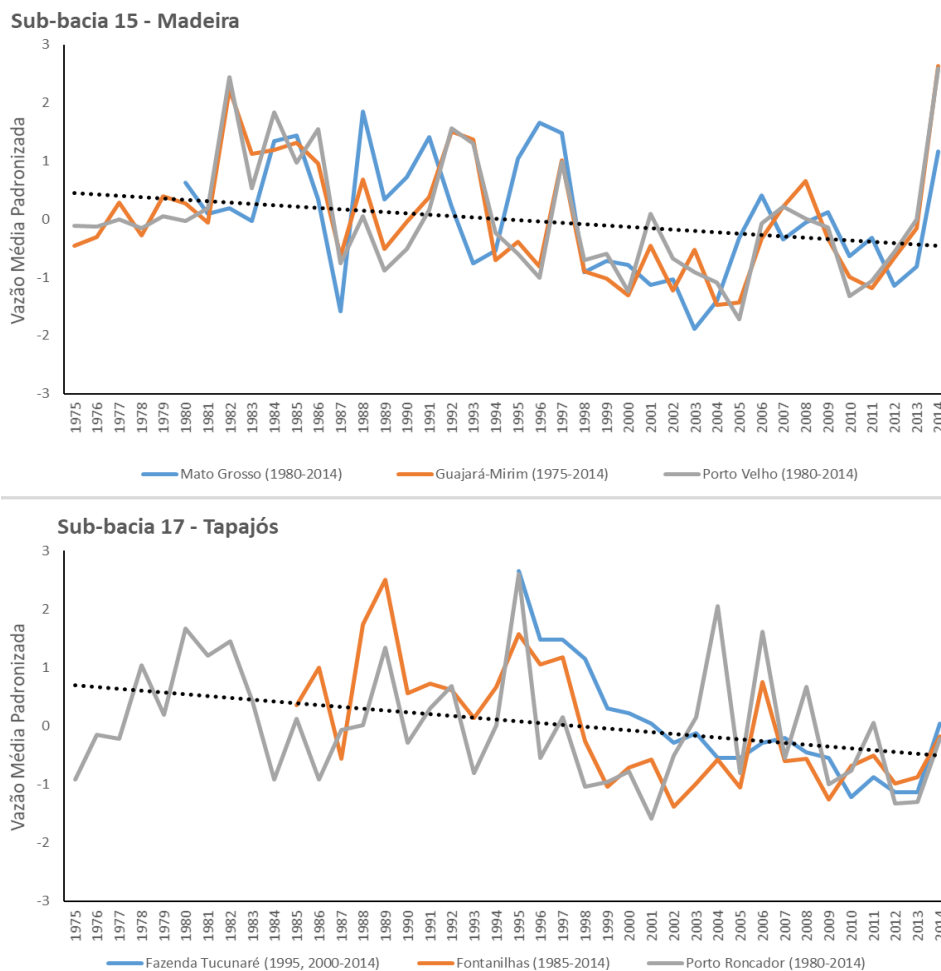 Sub-bacia 15 - Madeira
Vazão Média Padronizada
3
2
1
0
-1
-2
-3
1975 1976 1977 1978 1979 1980 1981 1982 1983 1984 1985 1986 1987 1988 1989 1990 1991 1992 1993 1994 1995 1996 1997 1998 1999 2000 2001 2002 2003 2004 2005 2006 2007 2008 2009 2010 2011 2012 2013 2014
Mato Grosso (1980-2014) Guajará-Mirim (1975-2014) Porto Velho (1980-2014)
Sub-bacia 17 - Tapajós
Vazão Média Padronizada
3
2
1
0
-1
-2
-3
1975 1976 1977 1978 1979 1980 1981 1982 1983 1984 1985 1986 1987 1988 1989 1990 1991 1992 1993 1994 1995 1996 1997 1998 1999 2000 2001 2002 2003 2004 2005 2006 2007 2008 2009 2010 2011 2012 2013 2014
Fazenda Tucunaré (1995, 2000-2014) Fontanilhas (1985-2014) Porto Roncador (1980-2014)